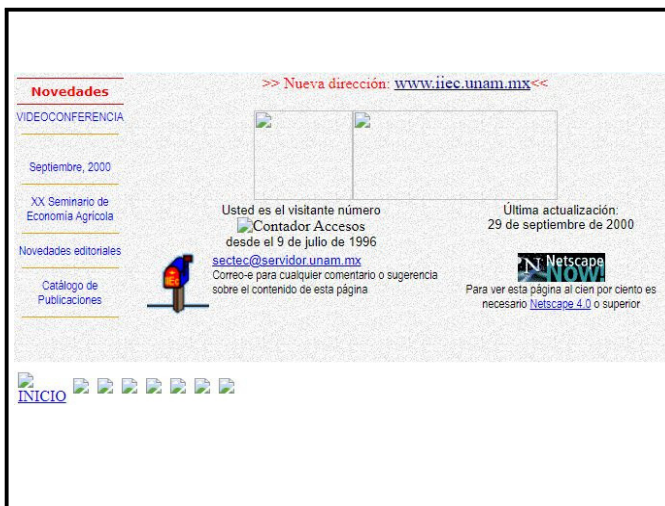 Novedades
VIDEOCONFERENCIA
Septiembre, 2000
XX Seminario de
Economía Agrícola
Novedades editoriales
Catálogo de
Publicaciones
>> Nueva dirección: www.iiec.unam.mx<<
Usted es el visitante número
Contador Accesos
desde el 9 de julio de 1996
Última actualización:
29 de septiembre de 2000
IIEc
sectec@servidor.unam.mx
Correo-e para cualquier comentario o sugerencia
sobre el contenido de esta página
N Netscape
NOW!
Para ver esta página al cien por ciento es
necesario Netscape 4.0 o superior
INICIO